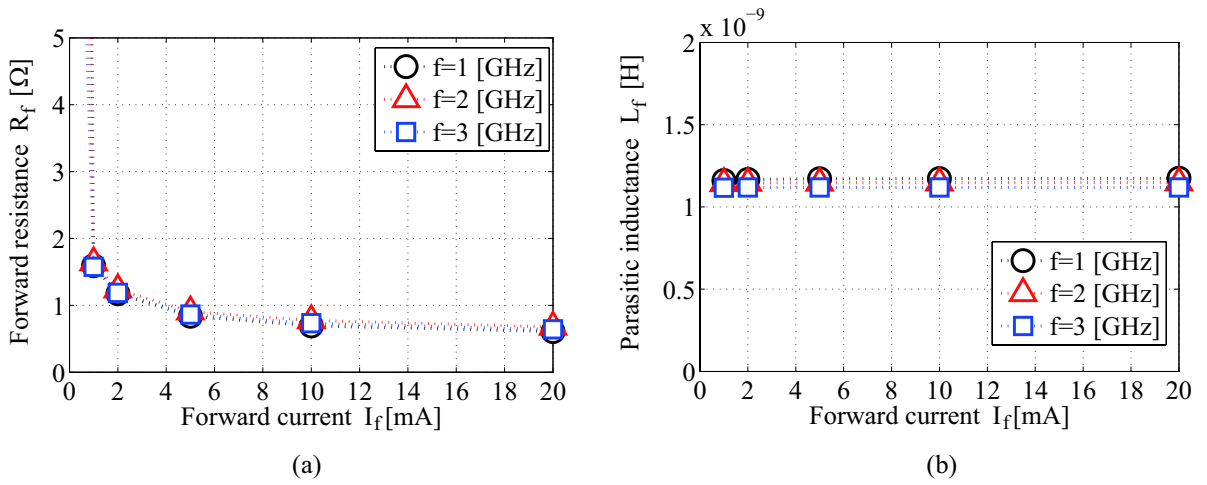 5
4
3
2
1
0
0 2 4 6 8 10 12 14 16 18 20
Forward resistance R_f [Ω]
Forward current I_f [mA]
f=1 [GHz]
f=2 [GHz]
f=3 [GHz]
(a)
x 10⁻⁹
2
1.5
1
0.5
0
0 2 4 6 8 10 12 14 16 18 20
Parasitic inductance L_f [H]
Forward current I_f [mA]
f=1 [GHz]
f=2 [GHz]
f=3 [GHz]
(b)